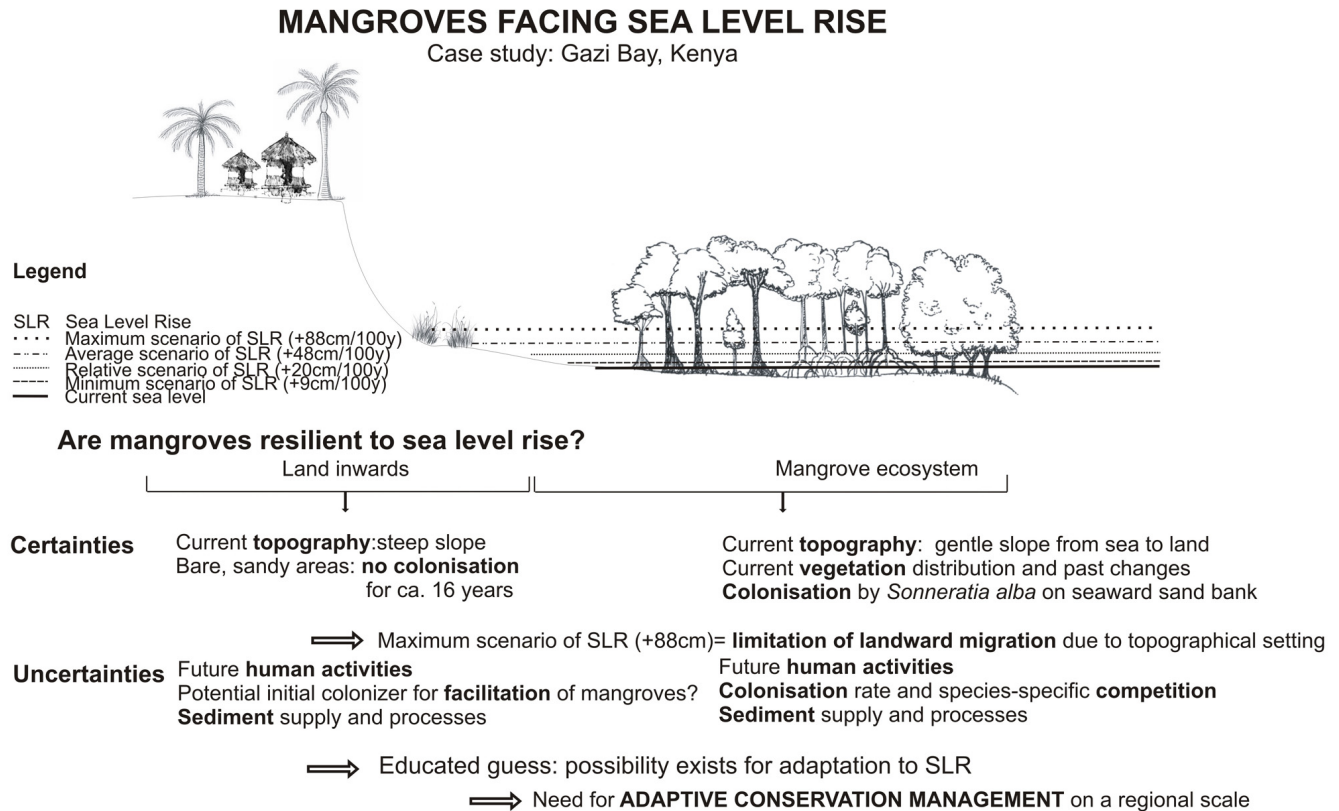 MANGROVES FACING SEA LEVEL RISE
Case study: Gazi Bay, Kenya
Legend
SLR Sea Level Rise
Maximum scenario of SLR (+88cm/100y)
Average scenario of SLR (+48cm/100y)
Relative scenario of SLR (+20cm/100y)
Minimum scenario of SLR (+9cm/100y)
Current sea level
Are mangroves resilient to sea level rise?
Land inwards
Mangrove ecosystem
Certainties
Current topography:steep slope
Bare, sandy areas: no colonisation
for ca. 16 years
Current topography: gentle slope from sea to land
Current vegetation distribution and past changes
Colonisation by Sonneratia alba on seaward sand bank
Maximum scenario of SLR (+88cm)= limitation of landward migration due to topographical setting
Uncertainties
Future human activities
Potential initial colonizer for facilitation of mangroves?
Sediment supply and processes
Future human activities
Colonisation rate and species-specific competition
Sediment supply and processes
Educated guess: possibility exists for adaptation to SLR
Need for ADAPTIVE CONSERVATION MANAGEMENT on a regional scale